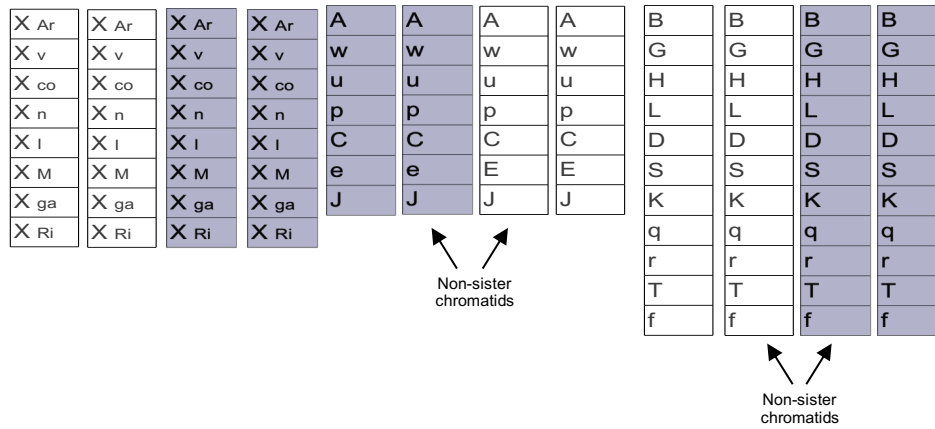 X Ar X Ar X Ar X Ar A A A A B B B B
X v X v X v X v w w w w G G G G
X co X co X co X co u u u u H H H H
X n X n X n X n p p p p L L L L
X I X I X I X I C C C C D D D D
X M X M X M X M e e E E S S S S
X ga X ga X ga X ga J J J J K K K K
X Ri X Ri X Ri X Ri q q q q
r r r r
T T T T
f f f f
Non-sister
chromatids
Non-sister
chromatids